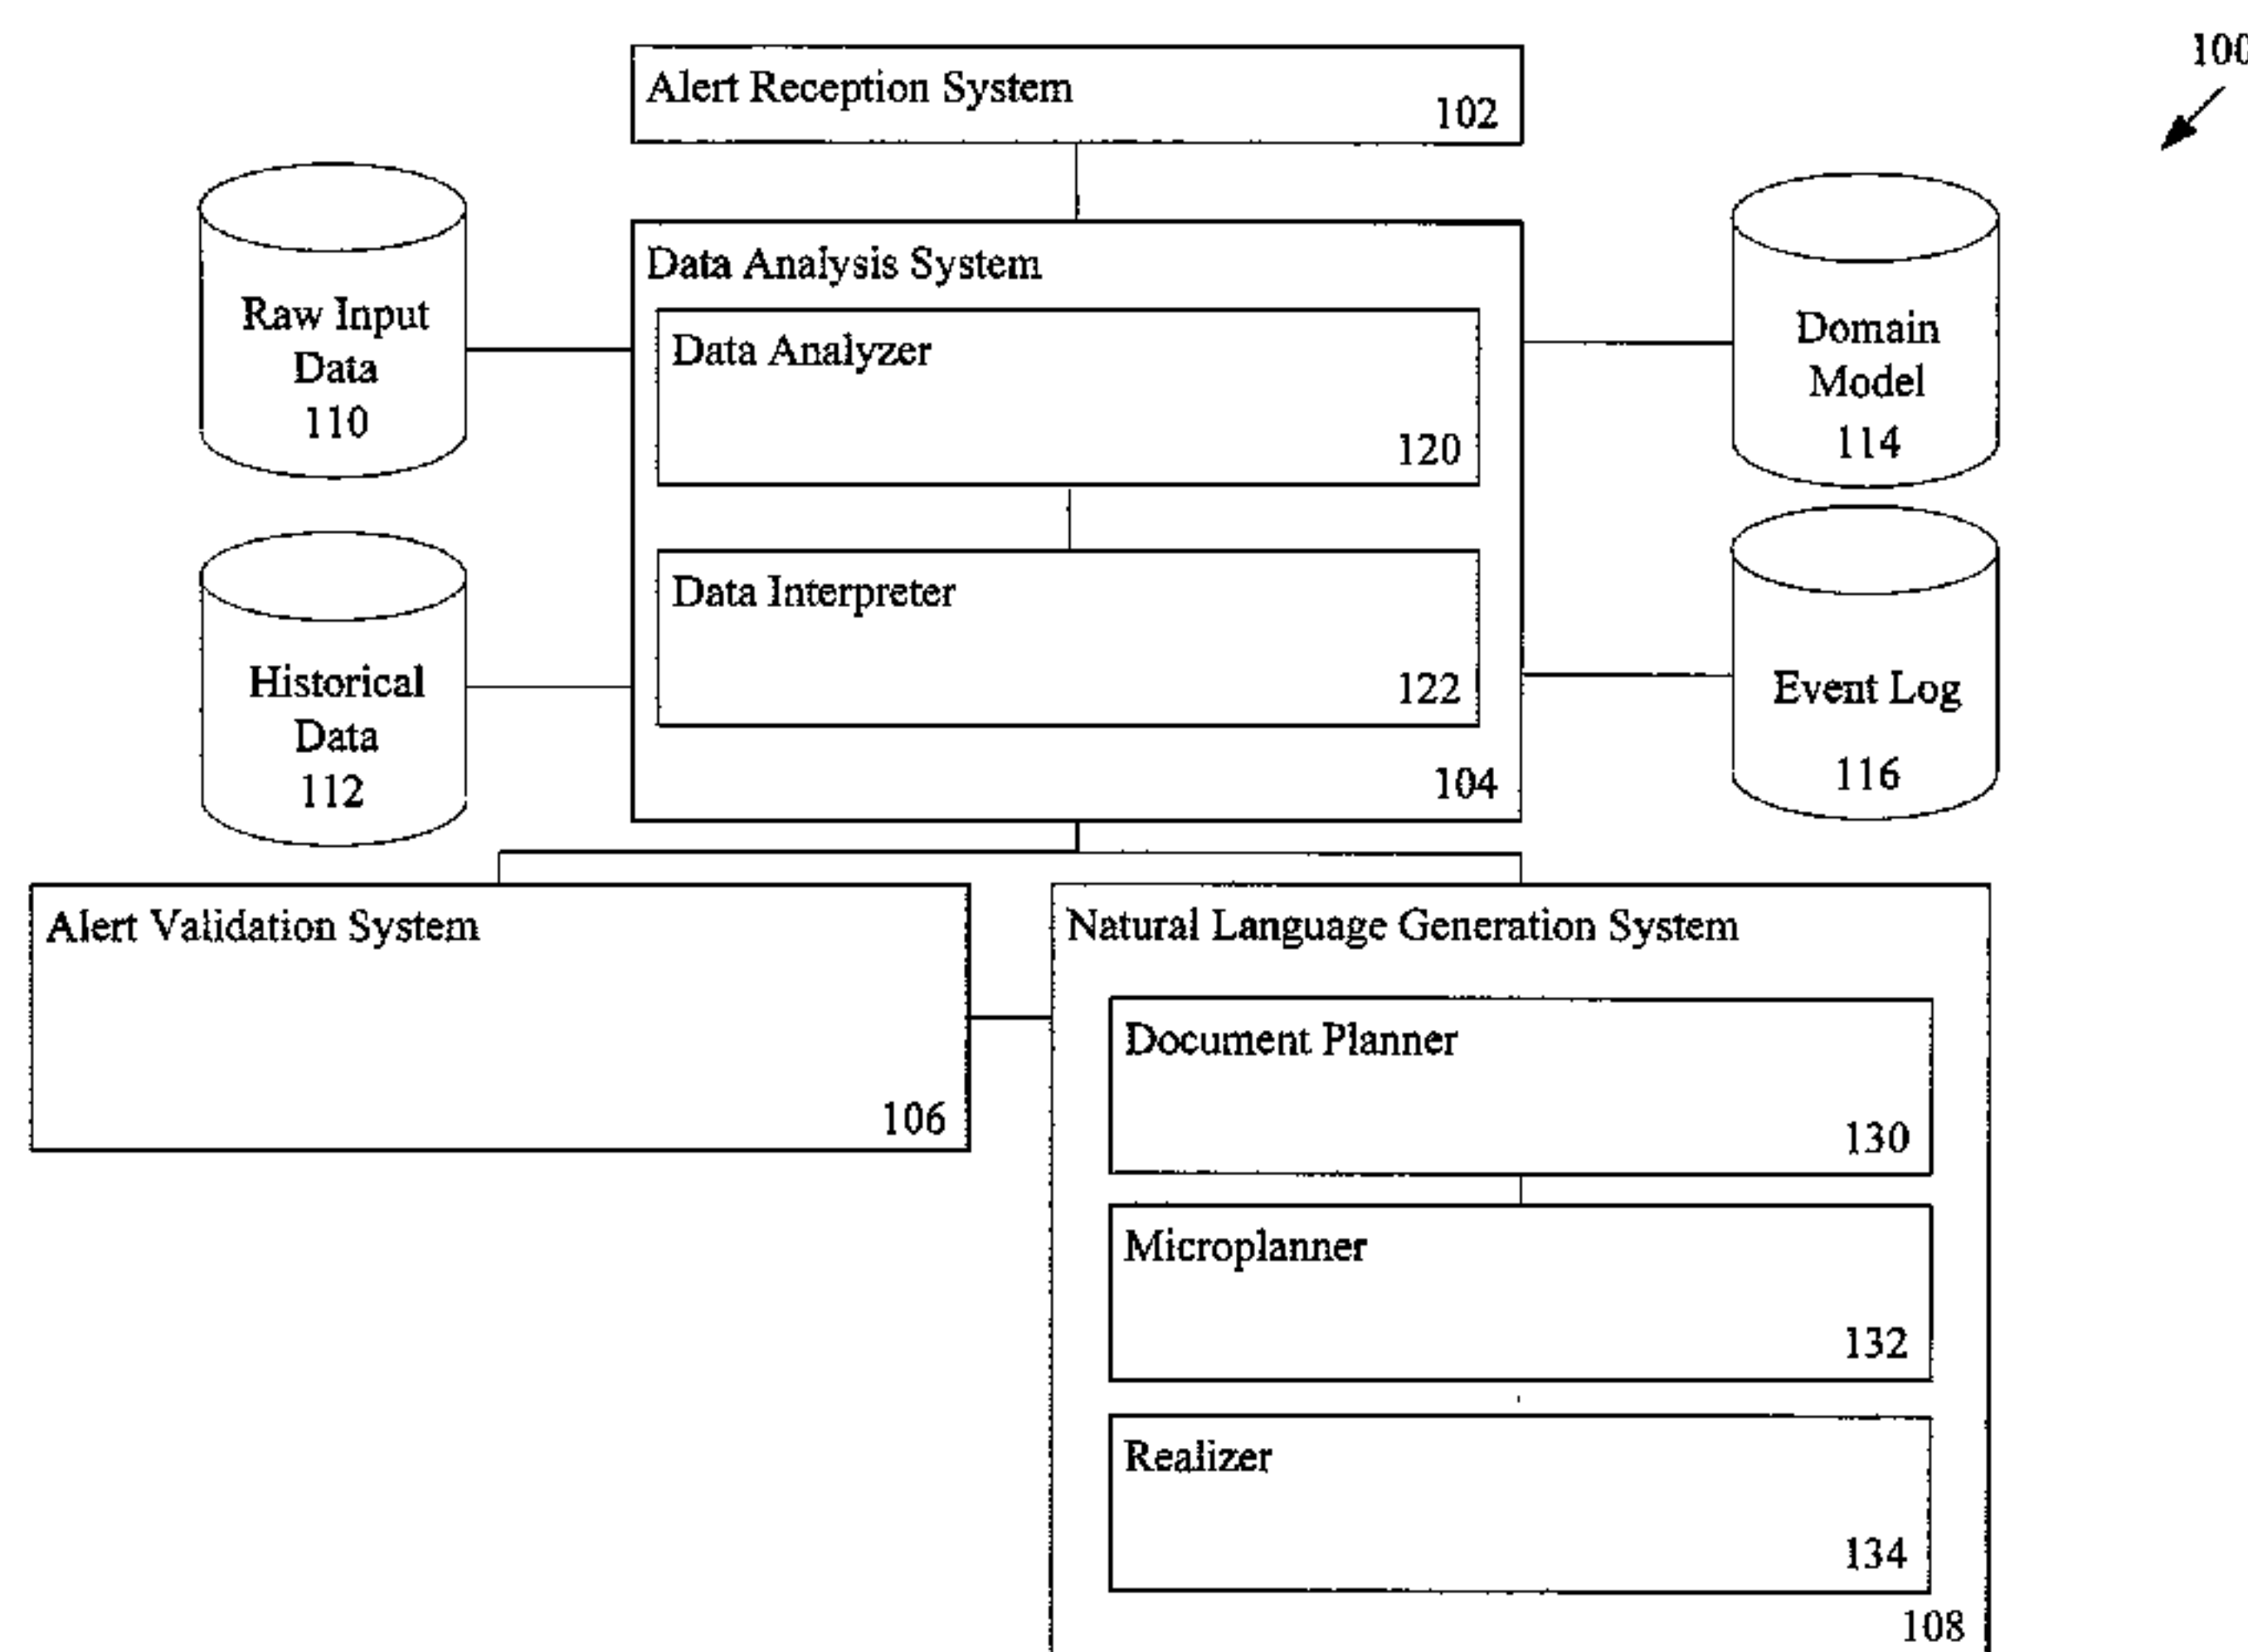 100
Alert Reception System
102
Raw Input
Data
110
Data Analysis System
Data Analyzer
120
Domain
Model
114
Historical
Data
112
Data Interpreter
122
104
Event Log
116
Alert Validation System
106
Natural Language Generation System
Document Planner
130
Microplanner
132
Realizer
134
108